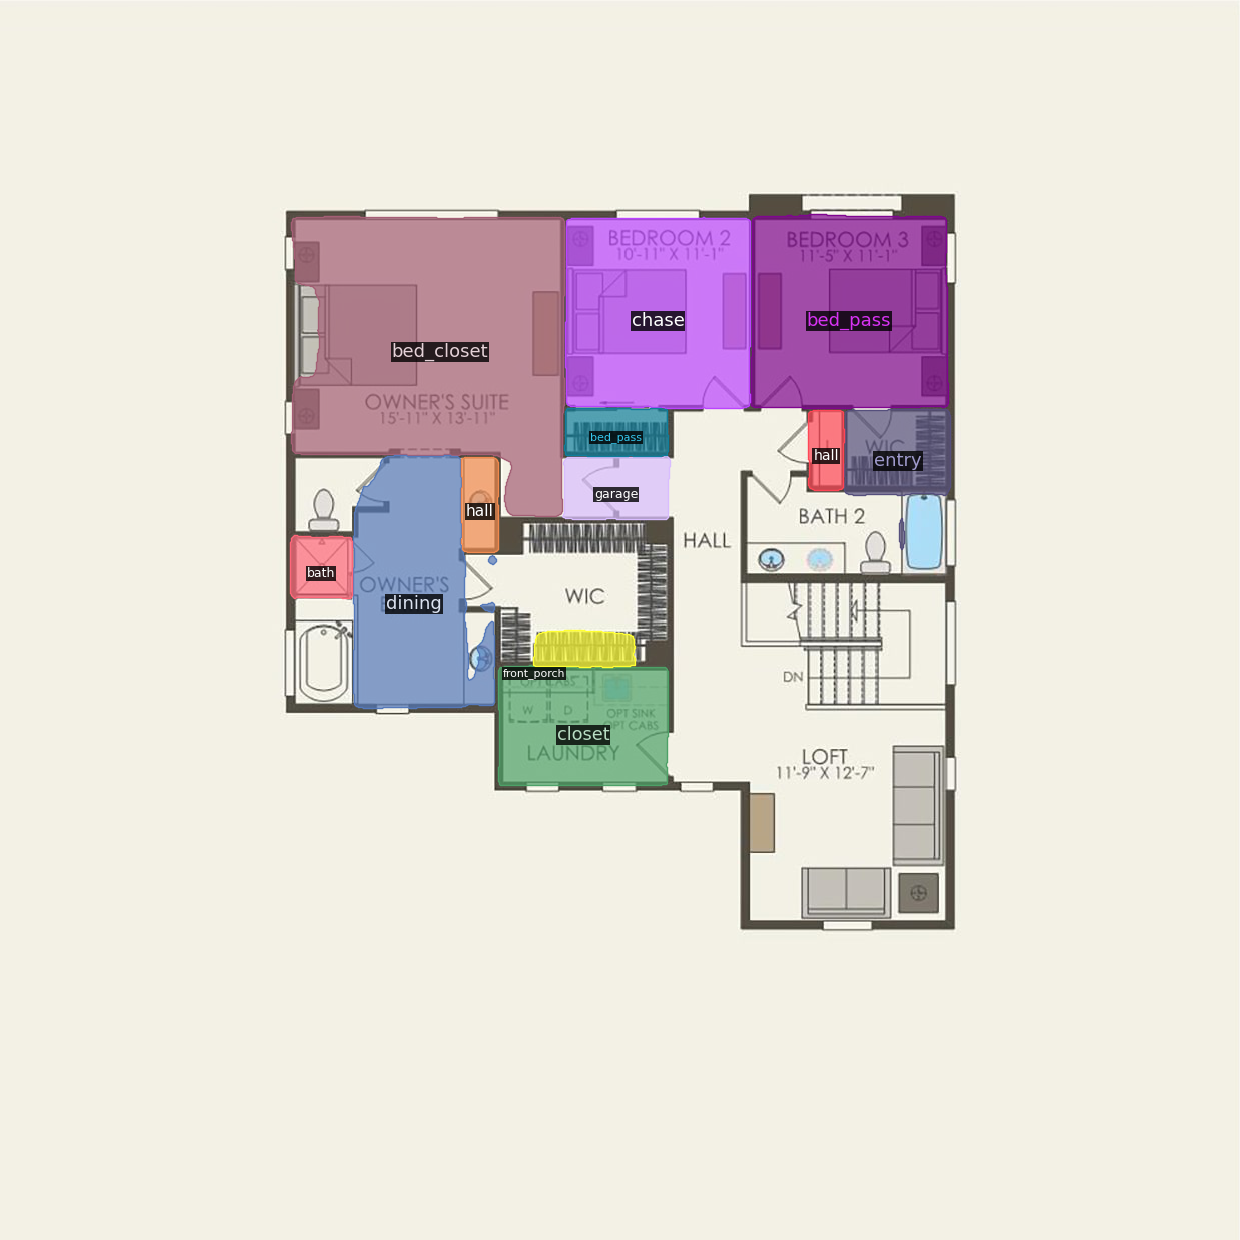 BEDROOM 2
10'-11" X 11'-1"
BEDROOM 3
11'-5" X 11'-1"
chase
bed_pass
bed_closet
OWNER'S SUITE
15'-11" X 13'-11"
bed_pass
hall
WIC
entry
garage
hall
BATH 2
HALL
bath
OWNER'S
dining
WIC
front_porch
OPT CABS
W
D
OPT SINK
OPT CABS
closet
LAUNDRY
DN
LOFT
11'-9" X 12'-7"